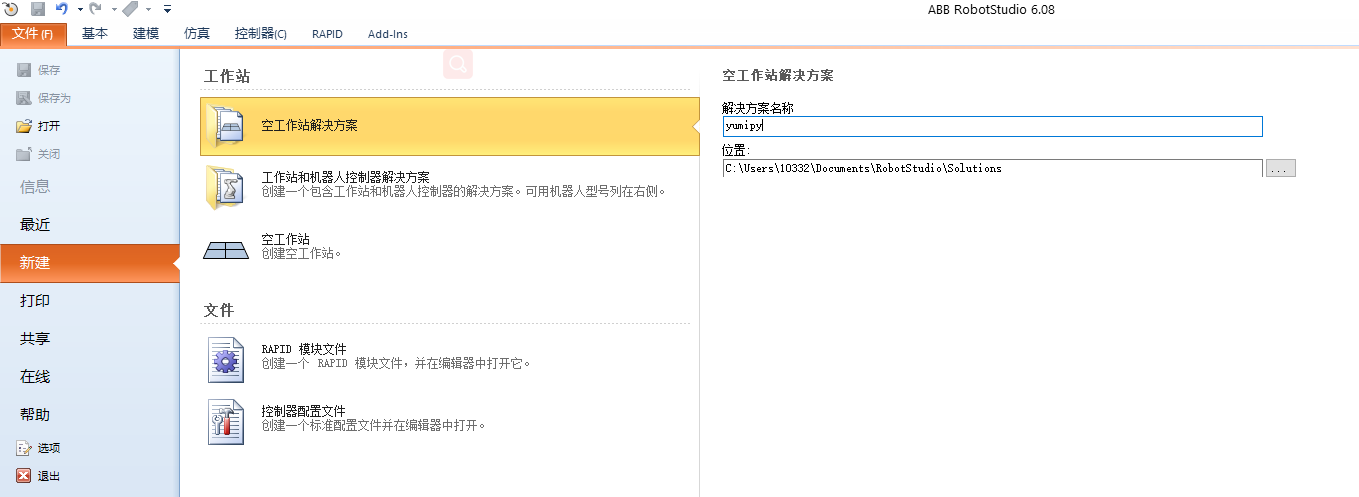 ABB RobotStudio 6.08
文件(F) 基本 建模 仿真 控制器(C) RAPID Add-Ins
保存
保存为
打开
关闭
信息
最近
新建
打印
共享
在线
帮助
选项
退出
工作站
空工作站解决方案
工作站和机器人控制器解决方案
创建一个包含工作站和机器人控制器的解决方案。可用机器人型号列在右侧。
空工作站
创建空工作站。
文件
RAPID 模块文件
创建一个 RAPID 模块文件，并在编辑器中打开它。
控制器配置文件
创建一个标准配置文件并在编辑器中打开。
空工作站解决方案
解决方案名称
yumipy
位置:
C:\Users\10332\Documents\RobotStudio\Solutions
...